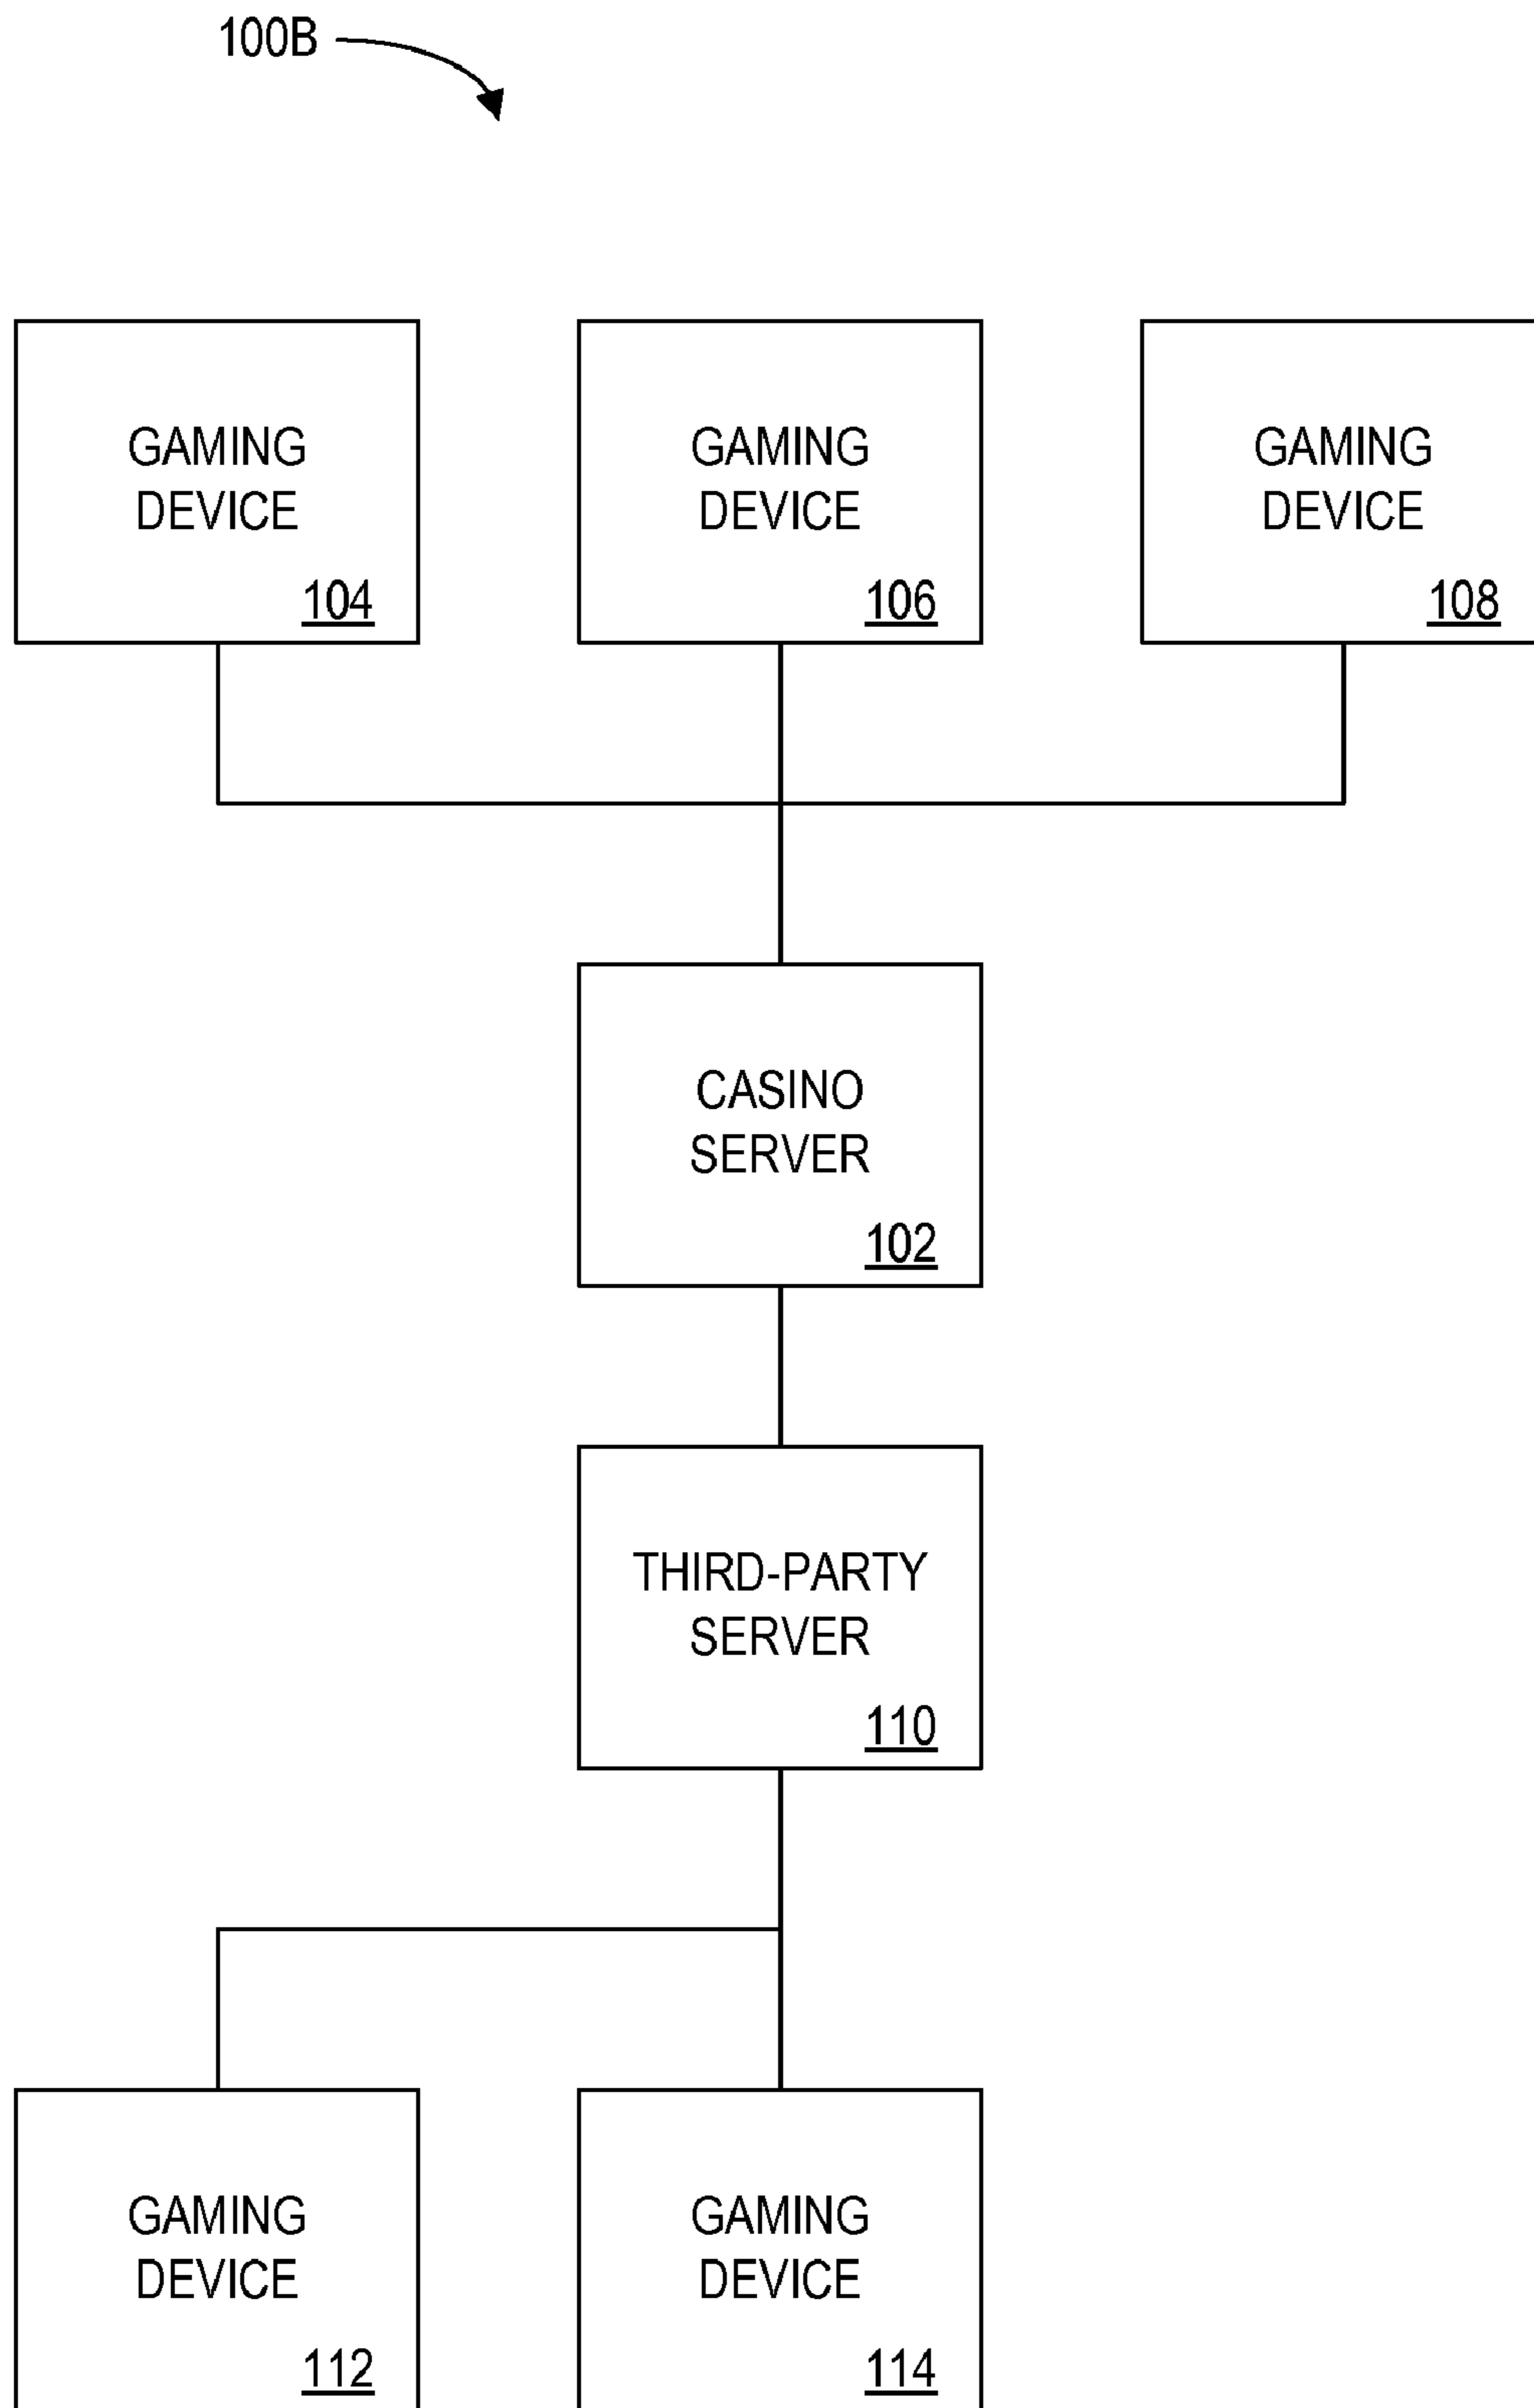 100B
GAMING
DEVICE
104
GAMING
DEVICE
106
GAMING
DEVICE
108
CASINO
SERVER
102
THIRD-PARTY
SERVER
110
GAMING
DEVICE
112
GAMING
DEVICE
114